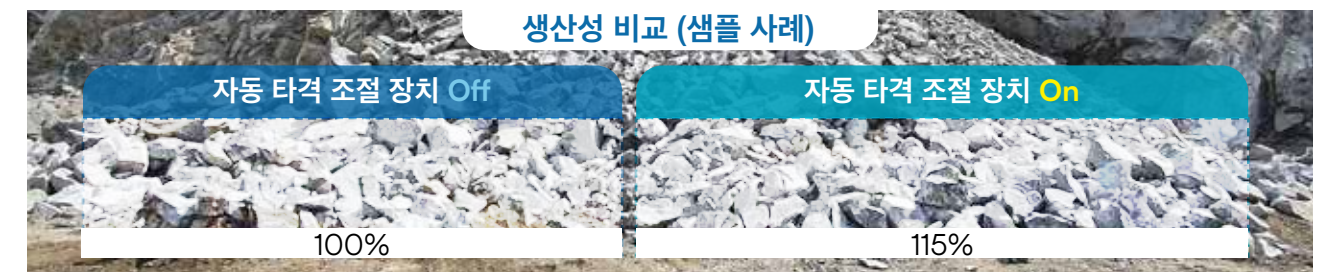 생산성 비교 (샘플 사례)
자동 타격 조절 장치 Off
자동 타격 조절 장치 On
100%
115%